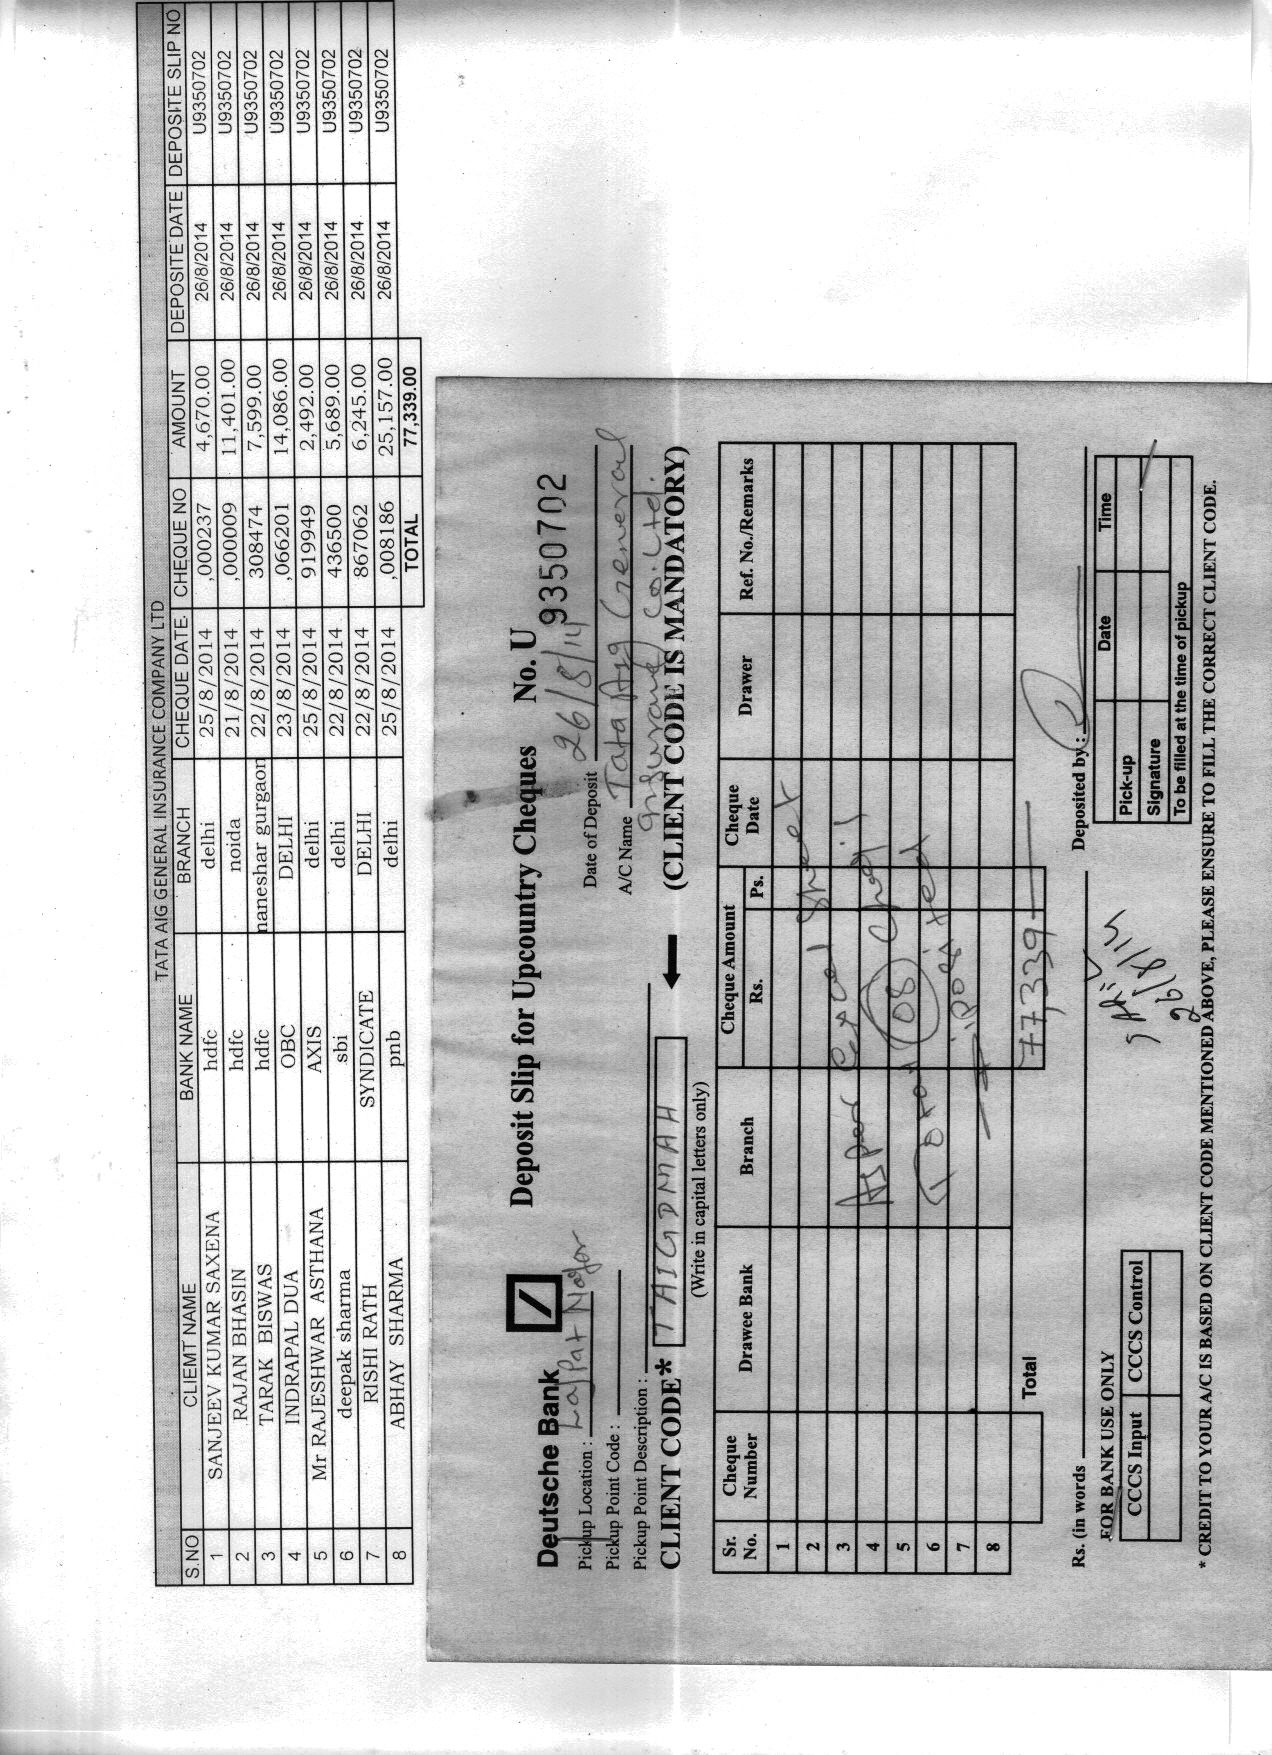 TATA AIG GENERAL INSURANCE COMPANY LTD
S.NO CLIEMT NAME BANK NAME BRANCH CHEQUE DATE. CHEQUE NO AMOUNT DEPOSITE DATE DEPOSITE SLIP NO
1 SANJEEV KUMAR SAXENA hdfc delhi 25/8/2014 ,000237 4,670.00 26/8/2014 U9350702
2 RAJAN BHASIN hdfc noida 21/8/2014 ,000009 11,401.00 26/8/2014 U9350702
3 TARAK BISWAS hdfc naneshar gurgaon 22/8/2014 308474 7,599.00 26/8/2014 U9350702
4 INDRAPAL DUA OBC DELHI 23/8/2014 ,066201 14,086.00 26/8/2014 U9350702
5 Mr RAJESHWAR ASTHANA AXIS delhi 25/8/2014 919949 2,492.00 26/8/2014 U9350702
6 deepak sharma sbi delhi 22/8/2014 436500 5,689.00 26/8/2014 U9350702
7 RISHI RATH SYNDICATE DELHI 22/8/2014 867062 6,245.00 26/8/2014 U9350702
8 ABHAY SHARMA pnb delhi 25/8/2014 ,008186 25,157.00 26/8/2014 U9350702
TOTAL 77,339.00
Deutsche Bank Deposit Slip for Upcountry Cheques No. U 9350702
Pickup Location : Lajpat Nagar Date of Deposit 26/8/14
Pickup Point Code : A/C Name Tata Aig General
Pickup Point Description : Insurance Co. Ltd.
CLIENT CODE* TAIGDMAH (CLIENT CODE IS MANDATORY)
(Write in capital letters only)
Sr. No. Cheque Number Drawee Bank Branch Cheque Amount Rs. Ps. Cheque Date Drawer Ref. No./Remarks
1
2
3 As per Excel Sheet
4
5 Total (08)
6
7
8
Total 77,339
Rs. (in words Deposited by :
FOR BANK USE ONLY
CCCS Input CCCS Control
26/8/14
Date Time
Pick-up
Signature
To be filled at the time of pickup
* CREDIT TO YOUR A/C IS BASED ON CLIENT CODE MENTIONED ABOVE, PLEASE ENSURE TO FILL THE CORRECT CLIENT CODE.